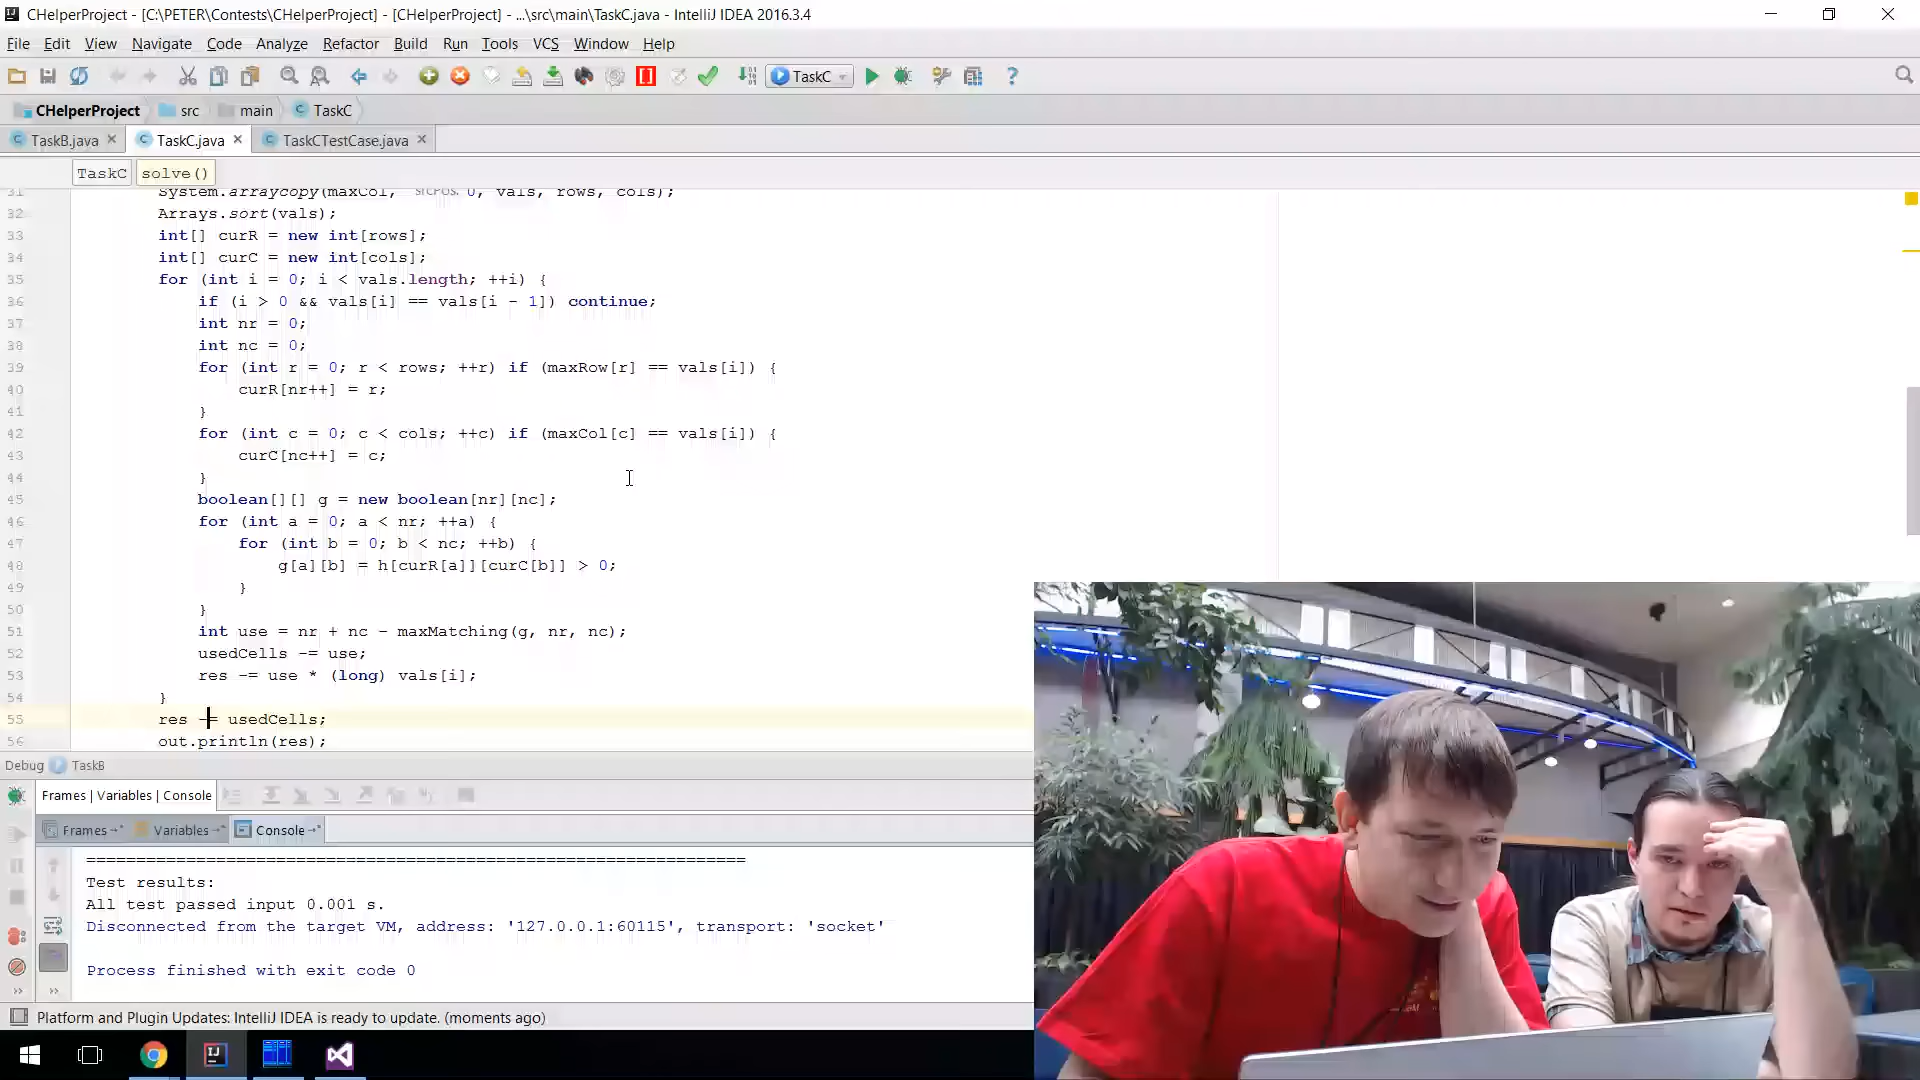 CHelperProject - [C:\PETER\Contests\CHelperProject] - [CHelperProject] - ...\src\main\TaskC.java - IntelliJ IDEA 2016.3.4
File Edit View Navigate Code Analyze Refactor Build Run Tools VCS Window Help
TaskC
CHelperProject src main TaskC
TaskB.java TaskC.java TaskCTestCase.java
TaskC solve()
31 System.arraycopy(maxCol, srcPos: 0, vals, rows, cols);
32 Arrays.sort(vals);
33 int[] curR = new int[rows];
34 int[] curC = new int[cols];
35 for (int i = 0; i < vals.length; ++i) {
36 if (i > 0 && vals[i] == vals[i - 1]) continue;
37 int nr = 0;
38 int nc = 0;
39 for (int r = 0; r < rows; ++r) if (maxRow[r] == vals[i]) {
40 curR[nr++] = r;
41 }
42 for (int c = 0; c < cols; ++c) if (maxCol[c] == vals[i]) {
43 curC[nc++] = c;
44 }
45 boolean[][] g = new boolean[nr][nc];
46 for (int a = 0; a < nr; ++a) {
47 for (int b = 0; b < nc; ++b) {
48 g[a][b] = h[curR[a]][curC[b]] > 0;
49 }
50 }
51 int use = nr + nc - maxMatching(g, nr, nc);
52 usedCells -= use;
53 res -= use * (long) vals[i];
54 }
55 res -= usedCells;
56 out.println(res);
Debug TaskB
Frames | Variables | Console
Frames Variables Console
===================================================================
Test results:
All test passed input 0.001 s.
Disconnected from the target VM, address: '127.0.0.1:60115', transport: 'socket'
Process finished with exit code 0
Platform and Plugin Updates: IntelliJ IDEA is ready to update. (moments ago)